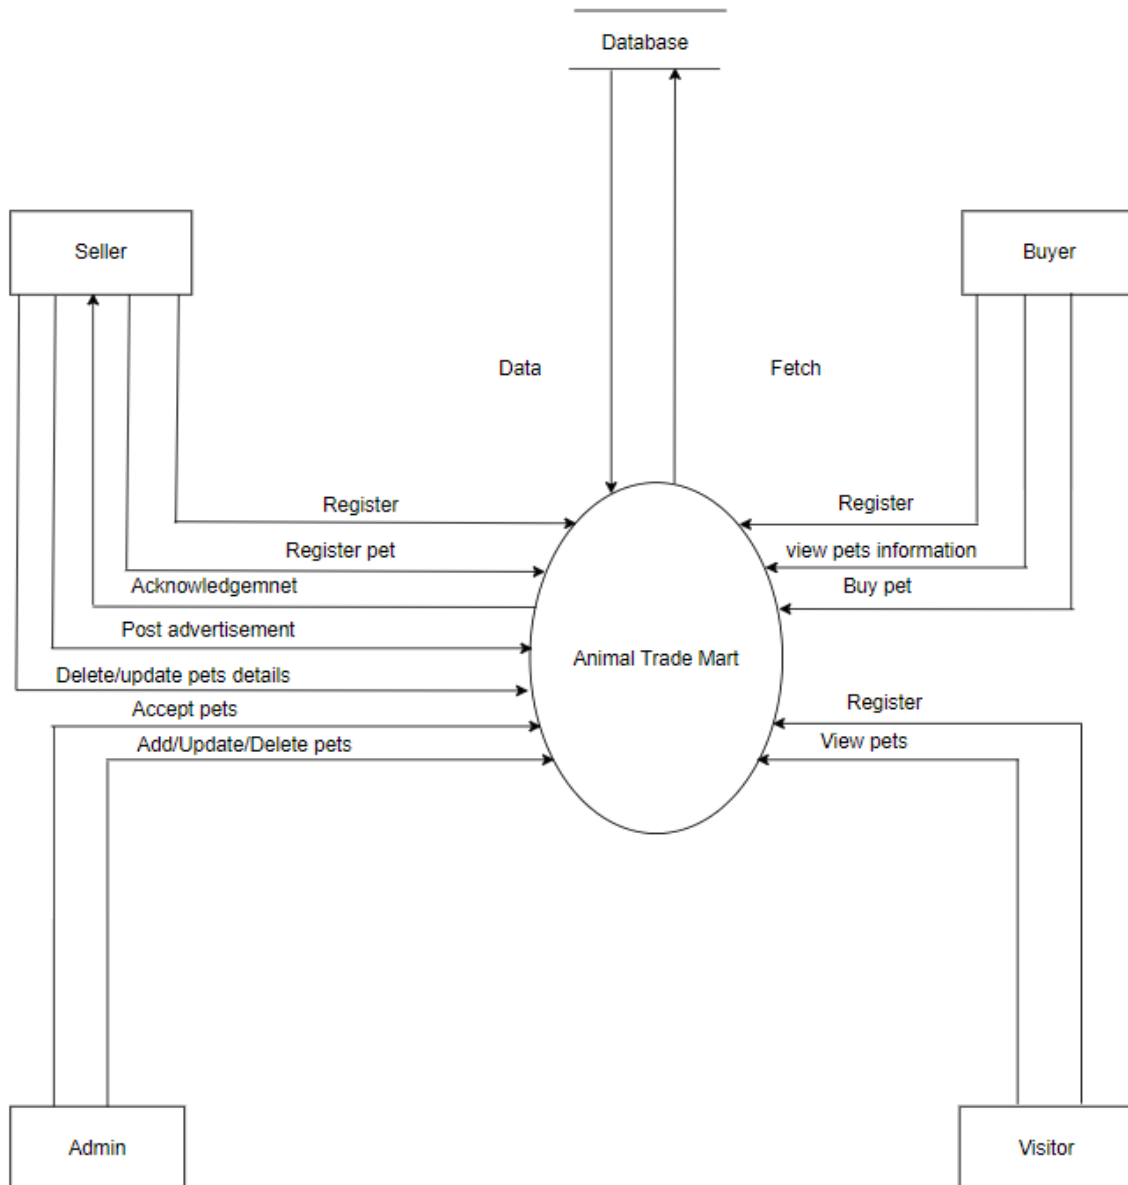 Database
Seller
Buyer
Data
Fetch
Register
Register
Register pet
view pets information
Acknowledgemnet
Buy pet
Post advertisement
Animal Trade Mart
Delete/update pets details
Accept pets
Register
Add/Update/Delete pets
View pets
Admin
Visitor